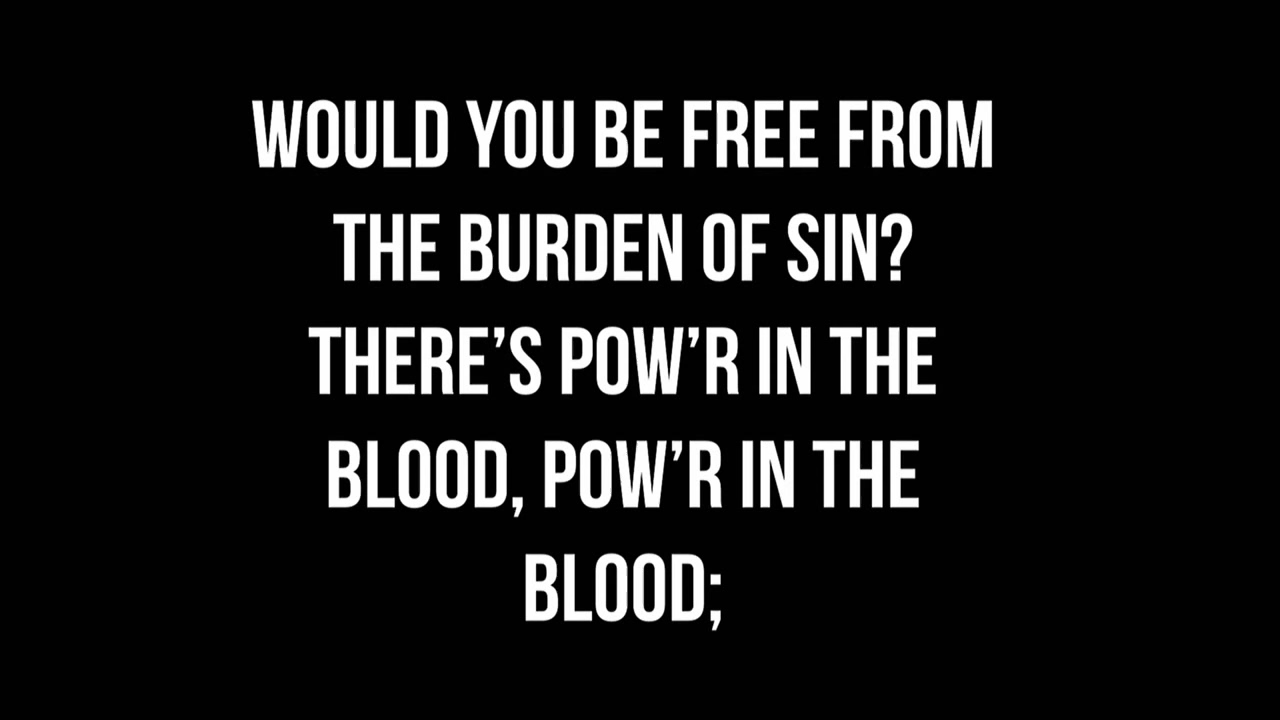 WOULD YOU BE FREE FROM
THE BURDEN OF SIN?
THERE’S POW’R IN THE
BLOOD, POW’R IN THE
BLOOD;